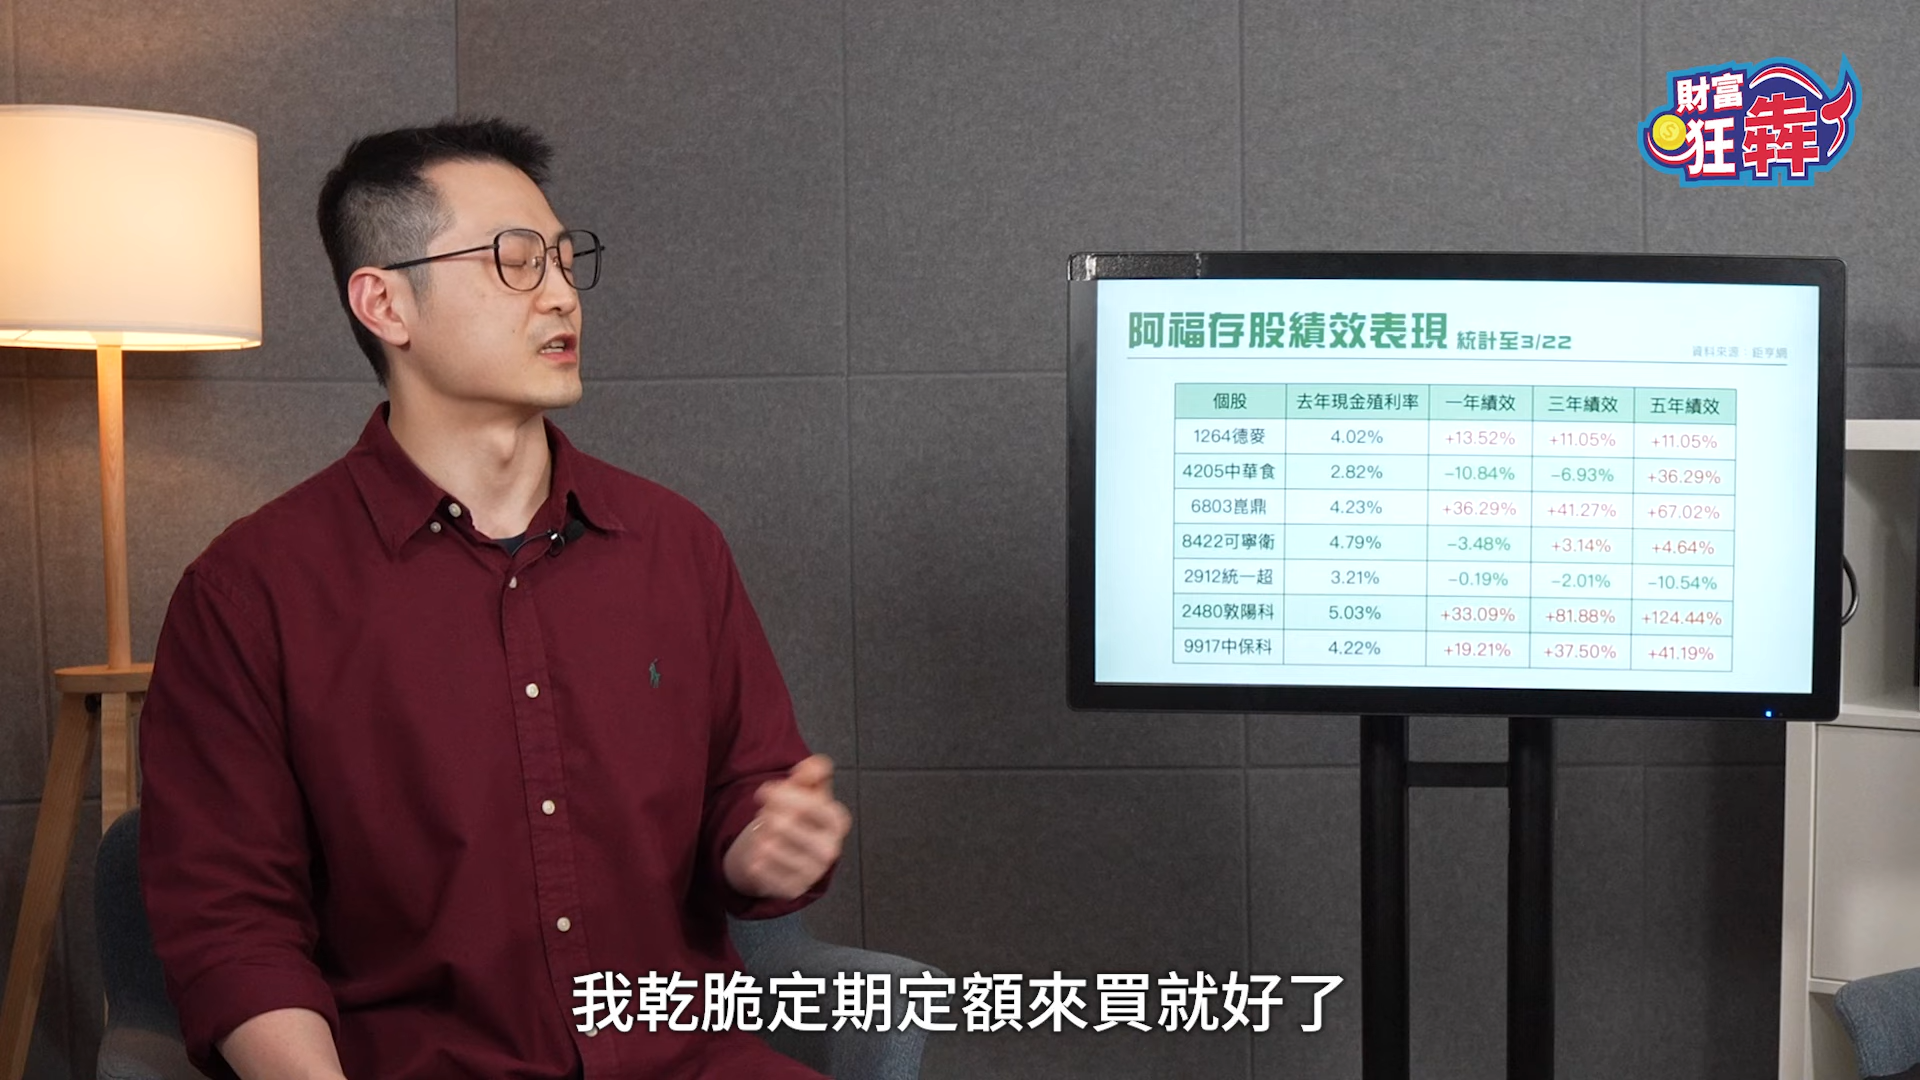 財富
狂犇
阿福存股績效表現 統計至3/22
資料來源：鉅亨網
個股 去年現金殖利率 一年績效 三年績效 五年績效
1264德麥 4.02% +13.52% +11.05% +11.05%
4205中華食 2.82% -10.84% -6.93% +36.29%
6803崑鼎 4.23% +36.29% +41.27% +67.02%
8422可寧衛 4.79% -3.48% +3.14% +4.64%
2912統一超 3.21% -0.19% -2.01% -10.54%
2480敦陽科 5.03% +33.09% +81.88% +124.44%
9917中保科 4.22% +19.21% +37.50% +41.19%
我乾脆定期定額來買就好了